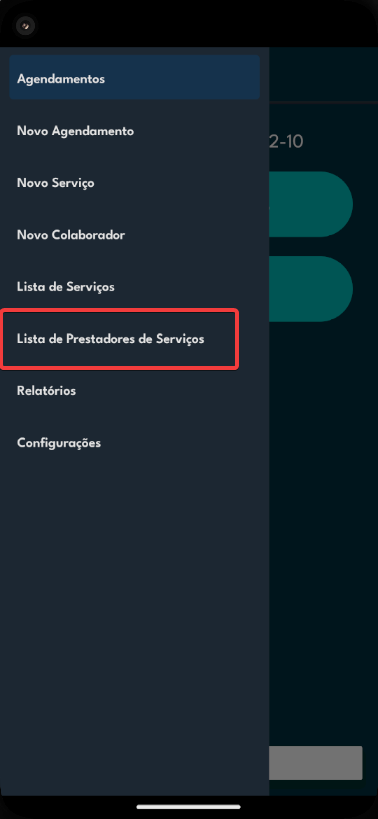 Agendamentos
2-10
Novo Agendamento
Novo Serviço
Novo Colaborador
Lista de Serviços
Lista de Prestadores de Serviços
Relatórios
Configurações